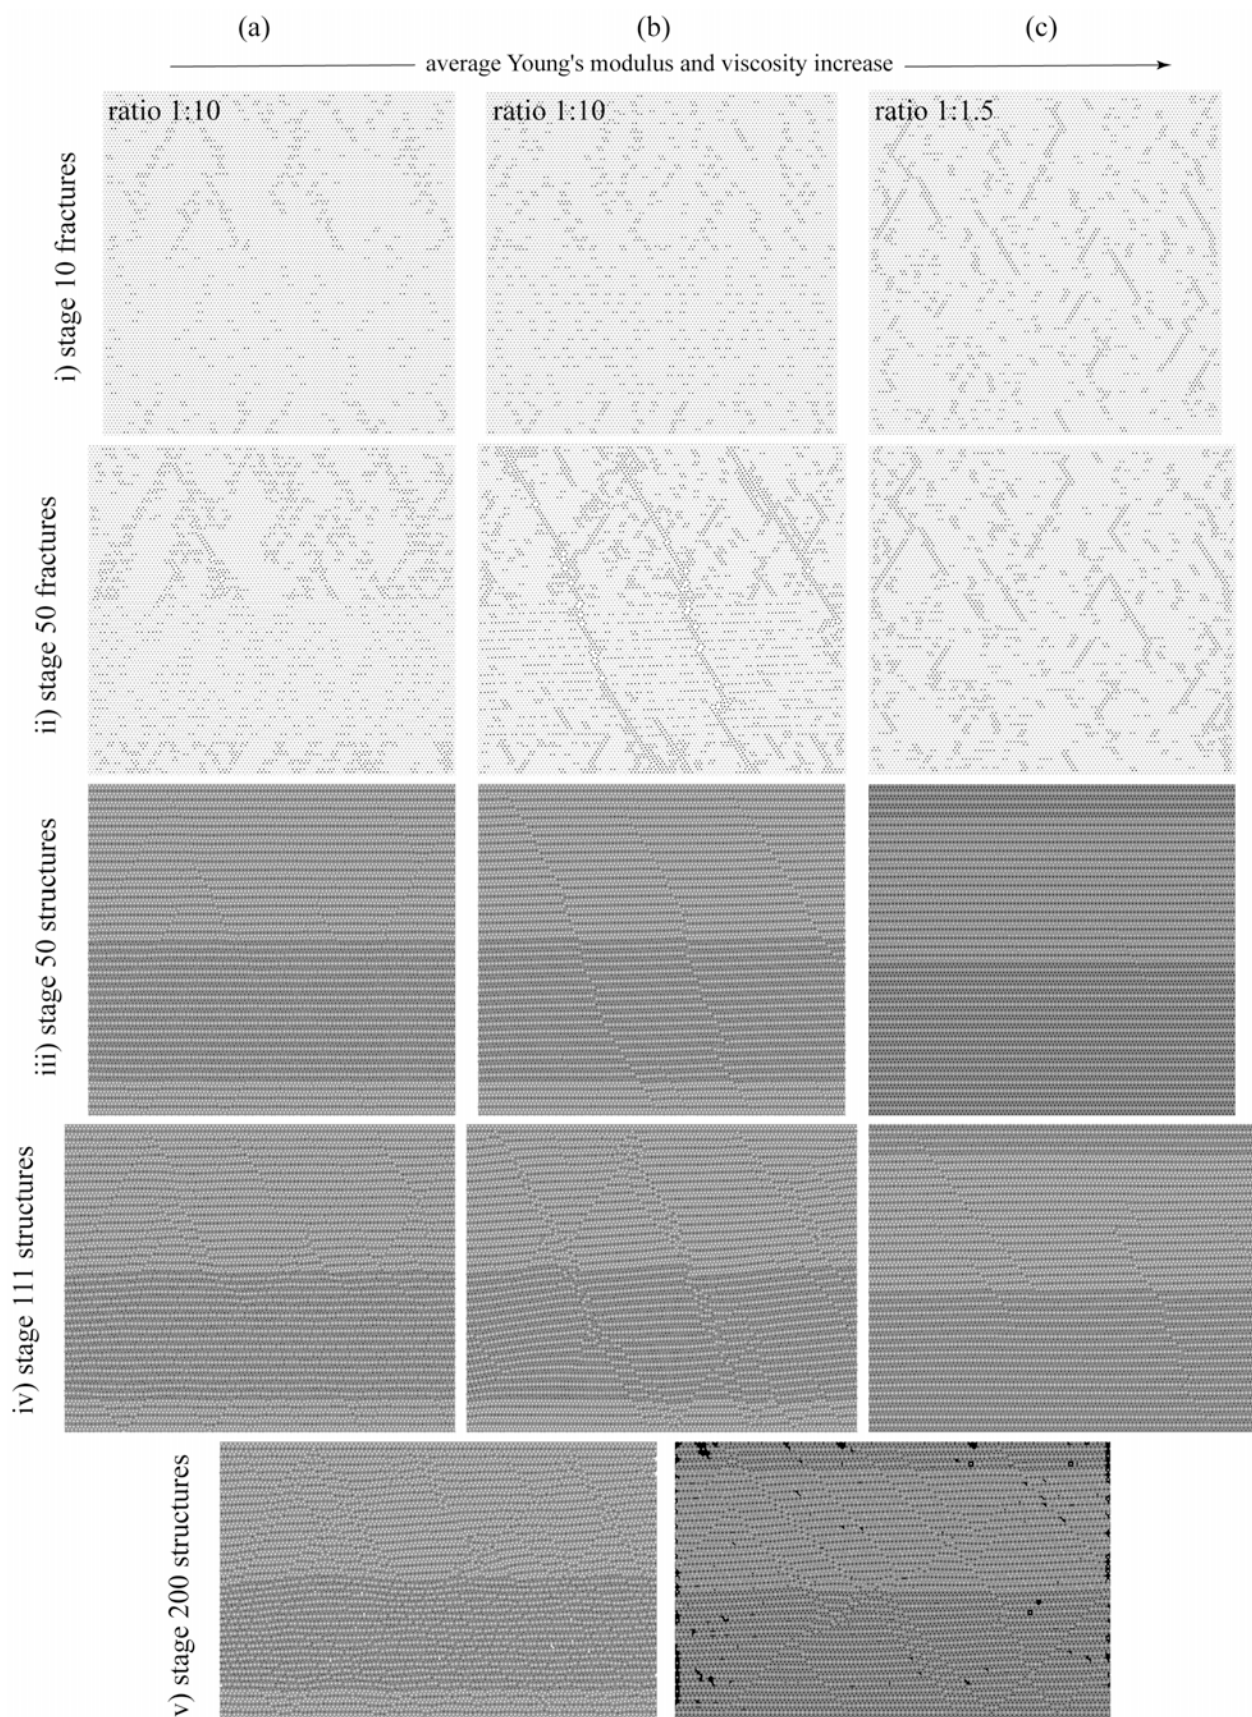 (a)
(b)
(c)
average Young's modulus and viscosity increase
ratio 1:10
ratio 1:10
ratio 1:1.5
i) stage 10 fractures
ii) stage 50 fractures
iii) stage 50 structures
iv) stage 111 structures
v) stage 200 structures